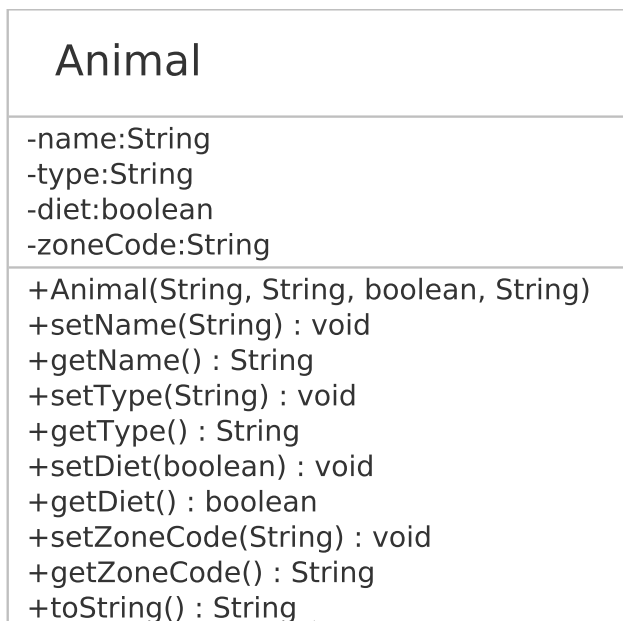 Animal
-name:String
-type:String
-diet:boolean
-zoneCode:String
+Animal(String, String, boolean, String)
+setName(String) : void
+getName() : String
+setType(String) : void
+getType() : String
+setDiet(boolean) : void
+getDiet() : boolean
+setZoneCode(String) : void
+getZoneCode() : String
+toString() : String